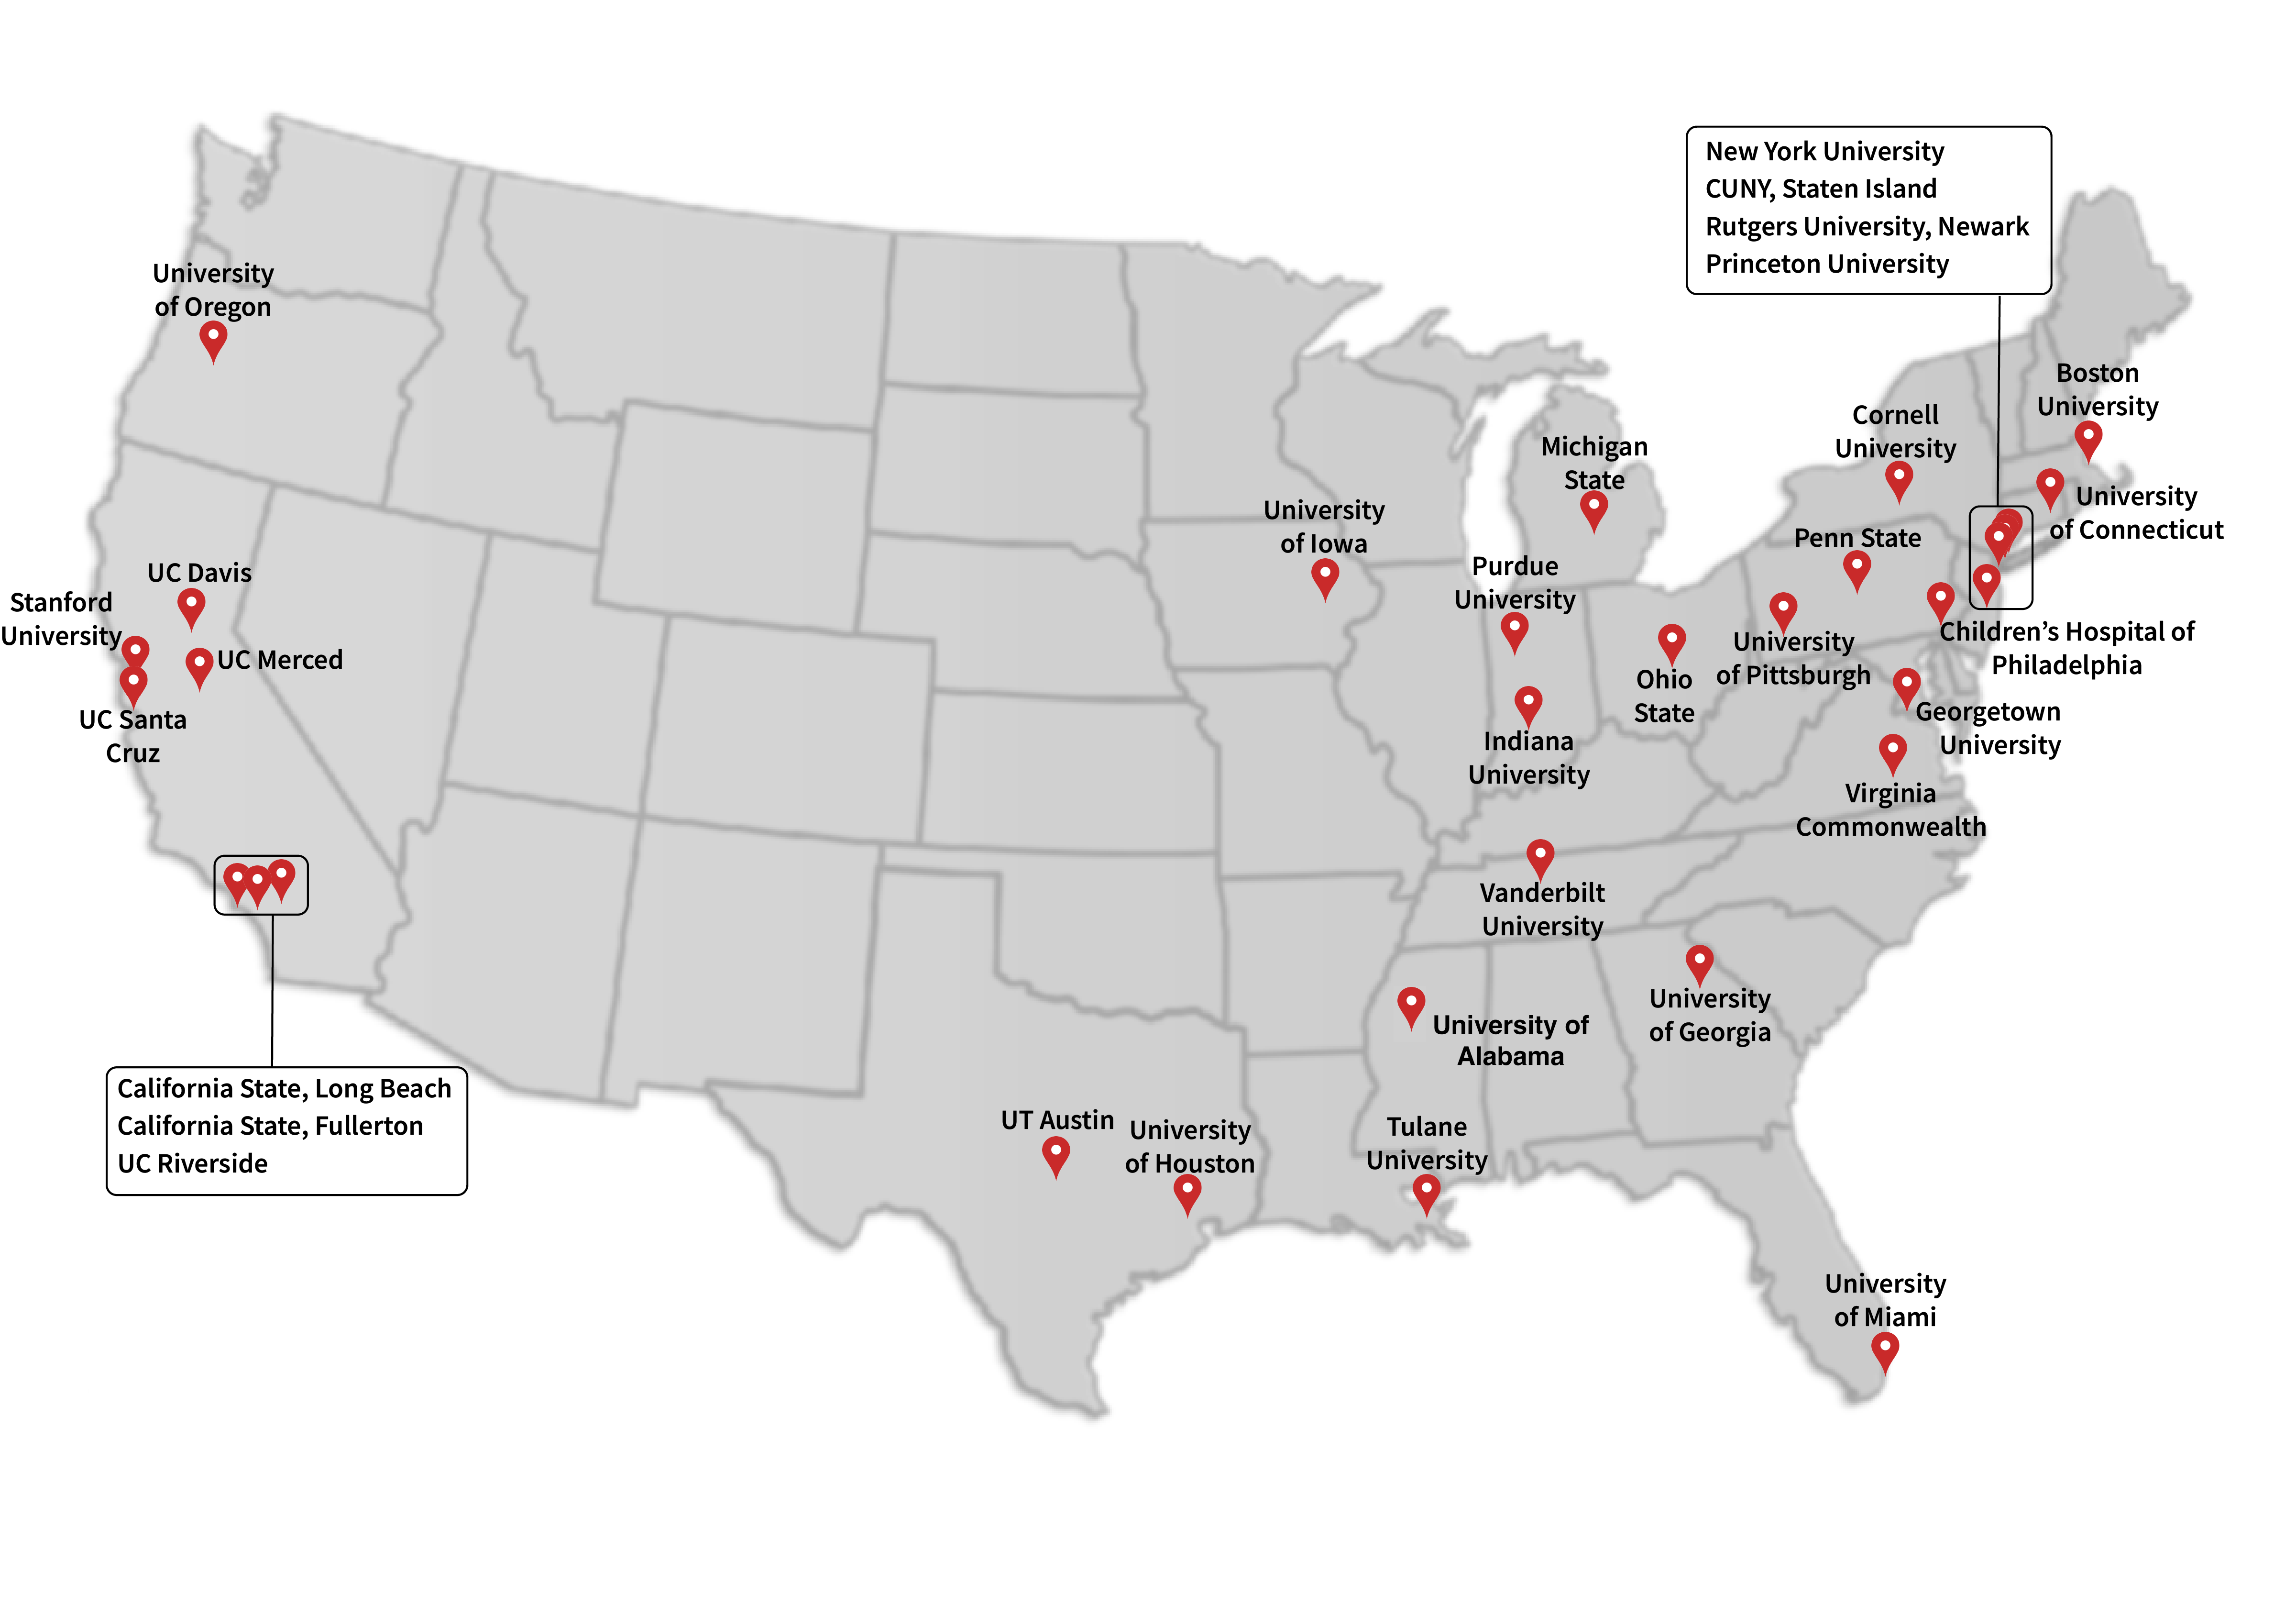 New York University
CUNY, Staten Island
Rutgers University, Newark
Princeton University
University
of Oregon
Boston
University
Cornell
University
Michigan
State
University
of Connecticut
University
of Iowa
Penn State
Purdue
University
UC Davis
Stanford
University
UC Merced
Children’s Hospital of
Philadelphia
University
of Pittsburgh
Ohio
State
UC Santa
Cruz
Georgetown
University
Indiana
University
Virginia
Commonwealth
Vanderbilt
University
University
of Georgia
University of
Alabama
California State, Long Beach
California State, Fullerton
UC Riverside
UT Austin
University
of Houston
Tulane
University
University
of Miami